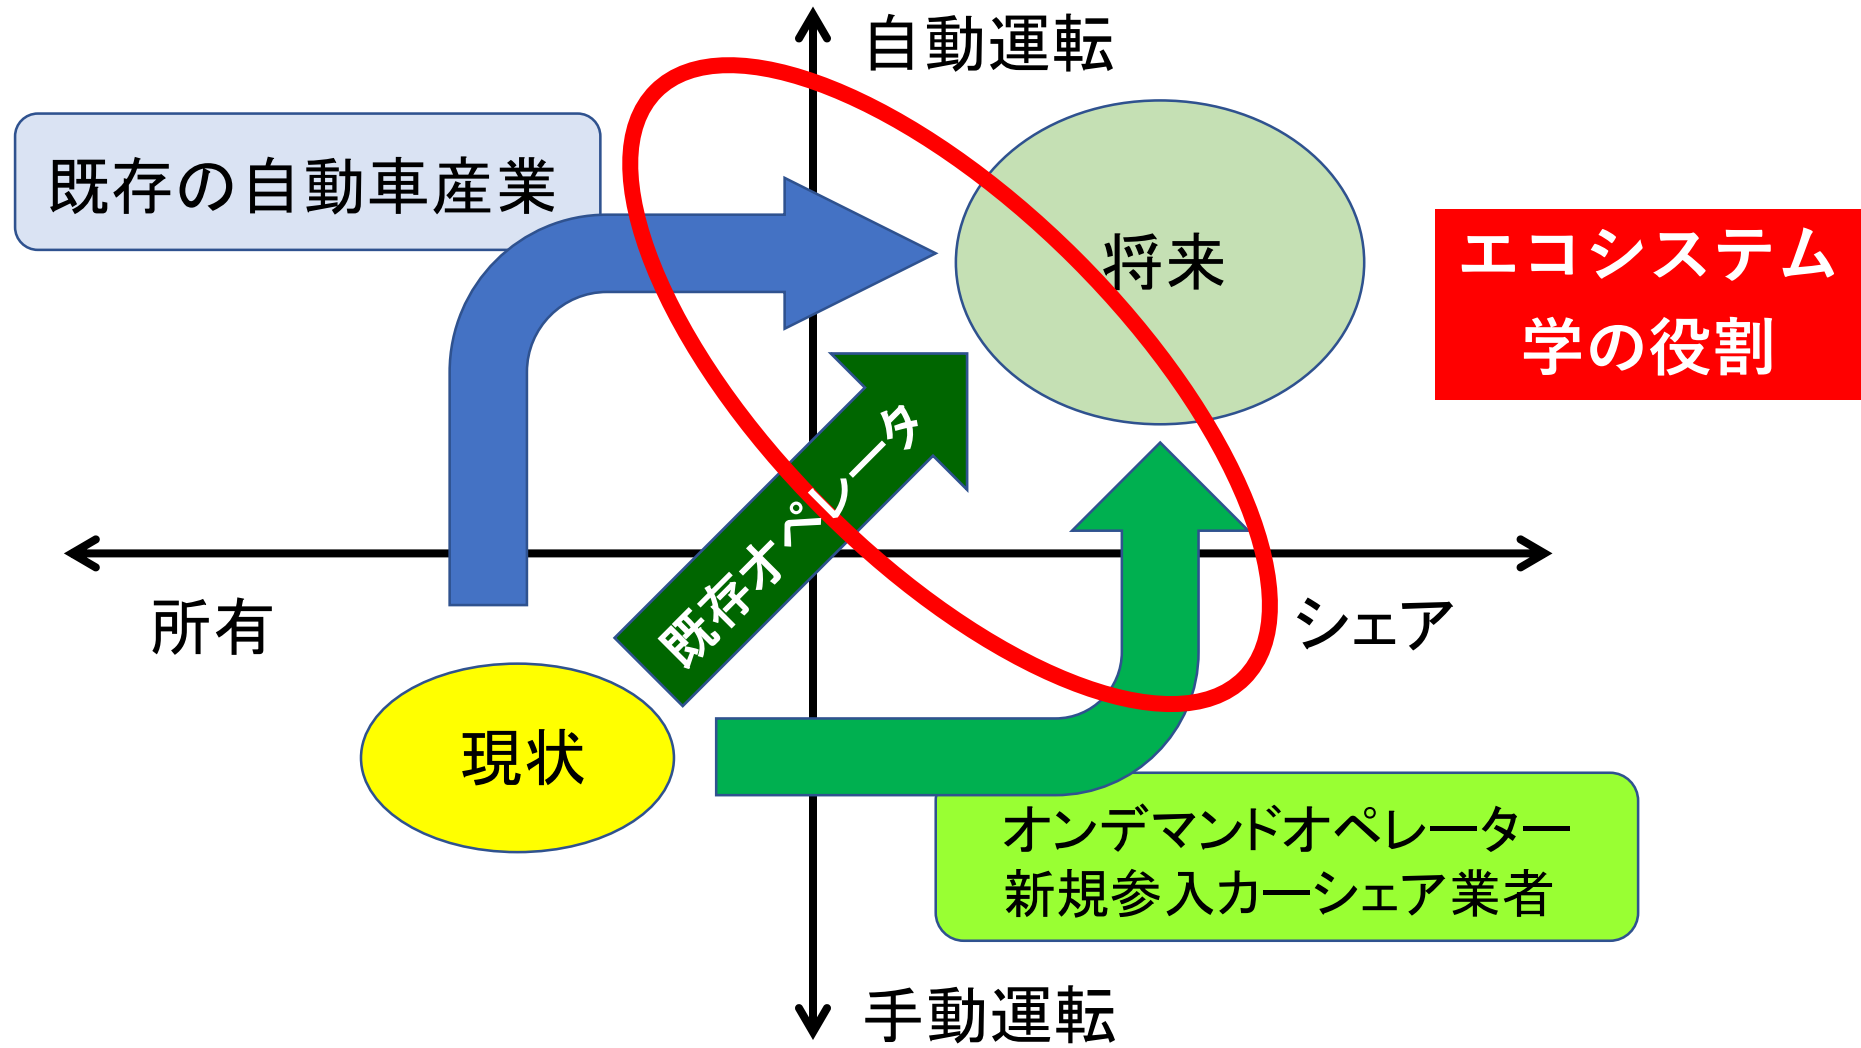 自動運転
既存の自動車産業
将来
エコシステム
学の役割
既存オペレータ
所有
シェア
現状
オンデマンドオペレーター
新規参入カーシェア業者
手動運転